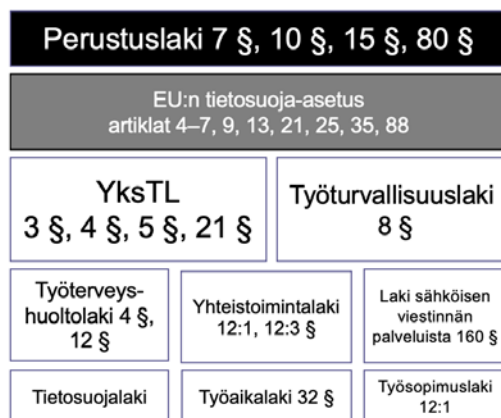 Perustuslaki 7 §, 10 §, 15 §, 80 §
EU:n tietosuoja-asetus
artiklat 4–7, 9, 13, 21, 25, 35, 88
YksTL
3 §, 4 §, 5 §, 21 §
Työturvallisuuslaki
8 §
Työterveys-
huoltolaki 4 §,
12 §
Yhteistoimintalaki
12:1, 12:3 §
Laki sähköisen
viestinnän
palveluista 160 §
Tietosuojalaki
Työaikalaki 32 §
Työsopimuslaki
12:1